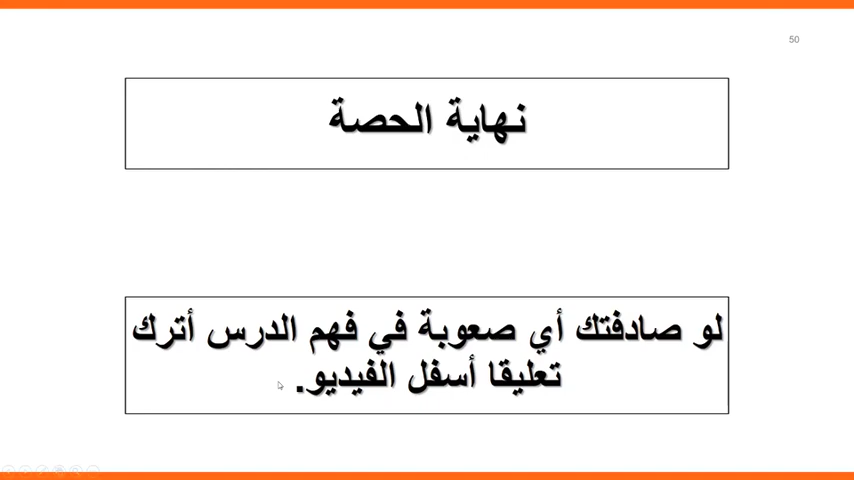 50
نهاية الحصة
لو صادفتك أي صعوبة في فهم الدرس أترك
تعليقا أسفل الفيديو.